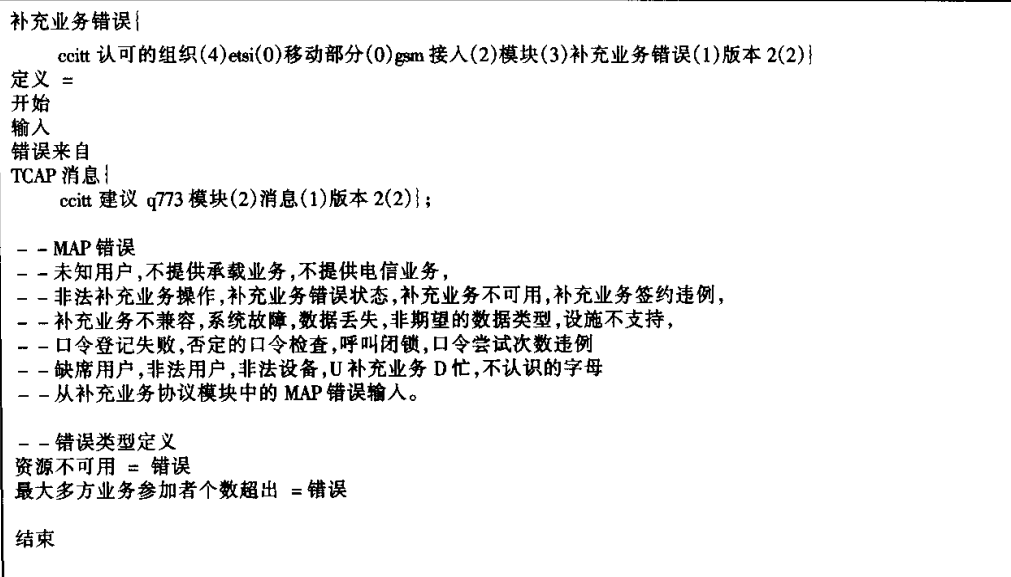 补充业务错误{
ccitt 认可的组织(4)etsi(0)移动部分(0)gsm 接入(2)模块(3)补充业务错误(1)版本 2(2)}
定义 =
开始
输入
错误来自
TCAP 消息{
ccitt 建议 q773 模块(2)消息(1)版本 2(2)};
- - MAP 错误
- - 未知用户,不提供承载业务,不提供电信业务,
- - 非法补充业务操作,补充业务错误状态,补充业务不可用,补充业务签约违例,
- - 补充业务不兼容,系统故障,数据丢失,非期望的数据类型,设施不支持,
- - 口令登记失败,否定的口令检查,呼叫闭锁,口令尝试次数违例
- - 缺席用户,非法用户,非法设备,U 补充业务 D 忙,不认识的字母
- - 从补充业务协议模块中的 MAP 错误输入。
- - 错误类型定义
资源不可用 = 错误
最大多方业务参加者个数超出 = 错误
结束